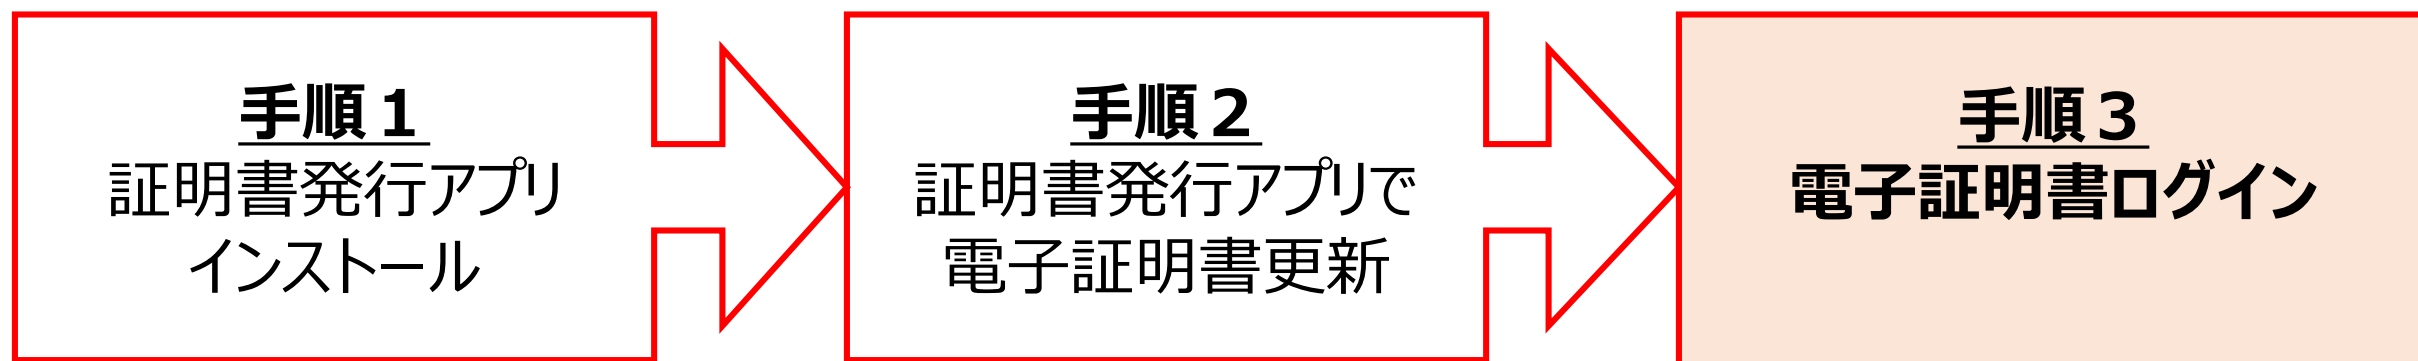 手順１
証明書発行アプリ
インストール
手順２
証明書発行アプリで
電子証明書更新
手順３
電子証明書ログイン